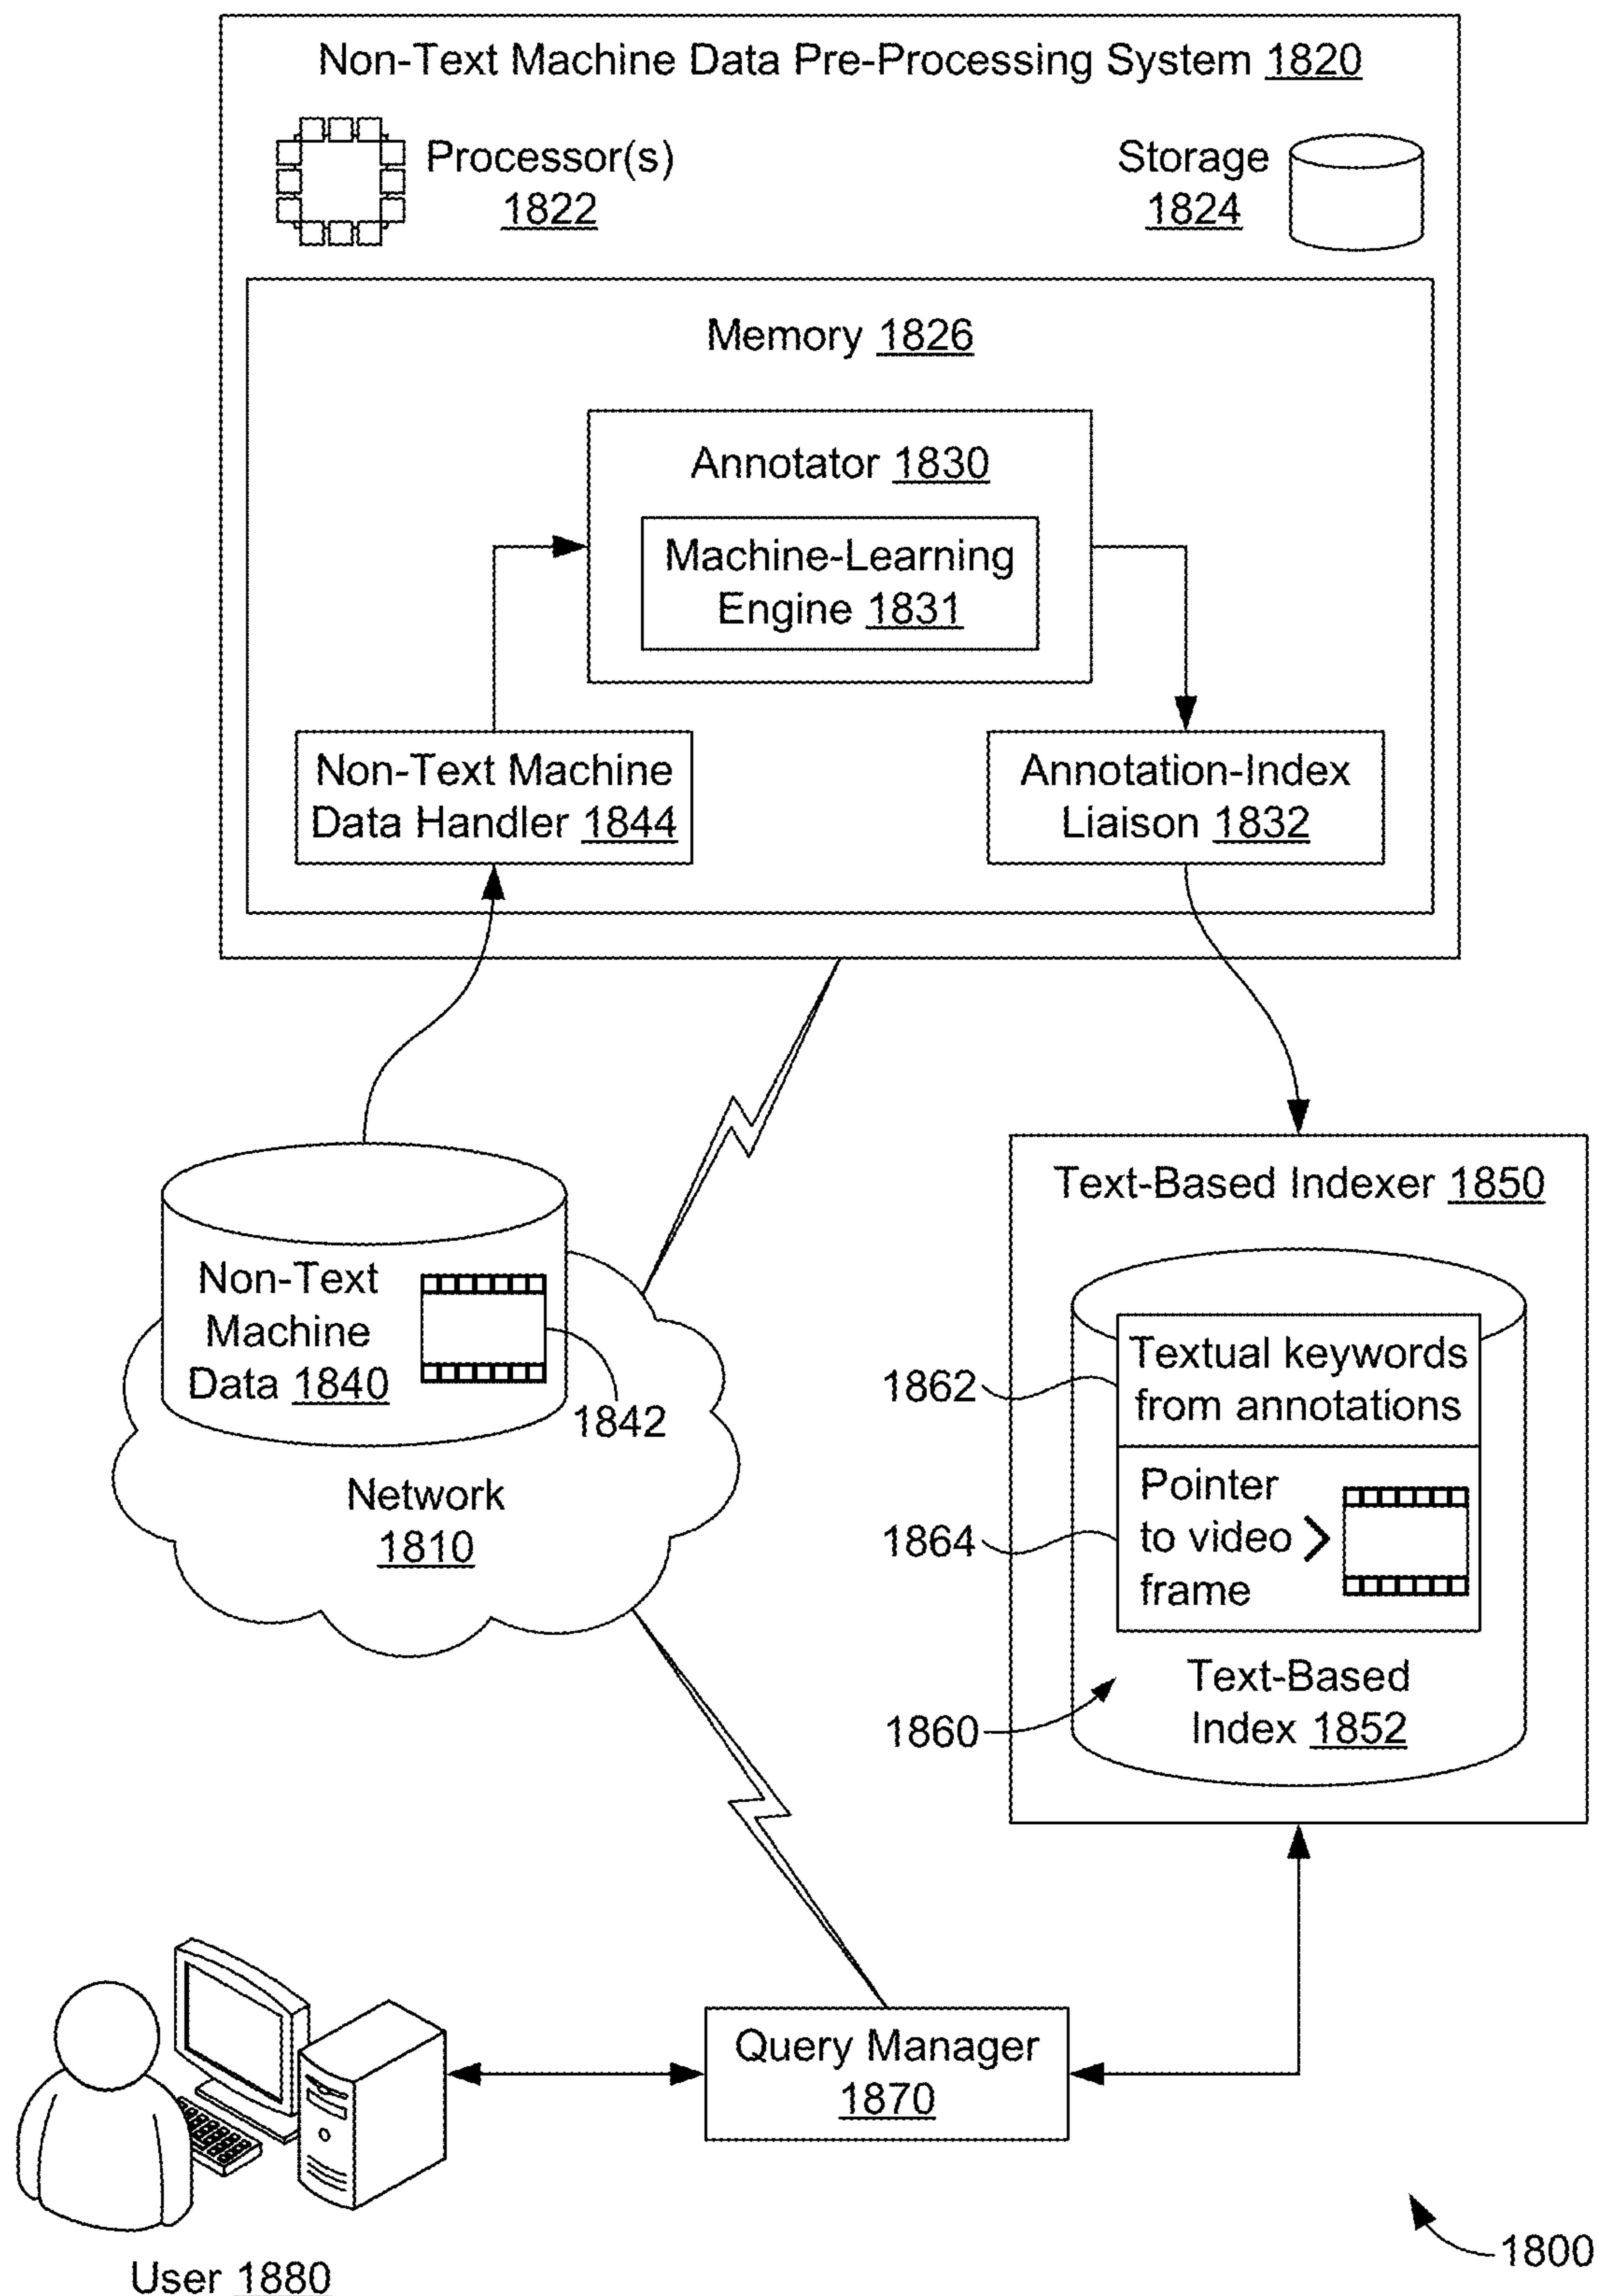 Non-Text Machine Data Pre-Processing System 1820
Processor(s)
1822
Storage
1824
Memory 1826
Annotator 1830
Machine-Learning
Engine 1831
Non-Text Machine
Data Handler 1844
Annotation-Index
Liaison 1832
Non-Text
Machine
Data 1840
1842
Network
1810
Text-Based Indexer 1850
1862
Textual keywords
from annotations
1864
Pointer
to video
frame
1860
Text-Based
Index 1852
Query Manager
1870
User 1880
1800